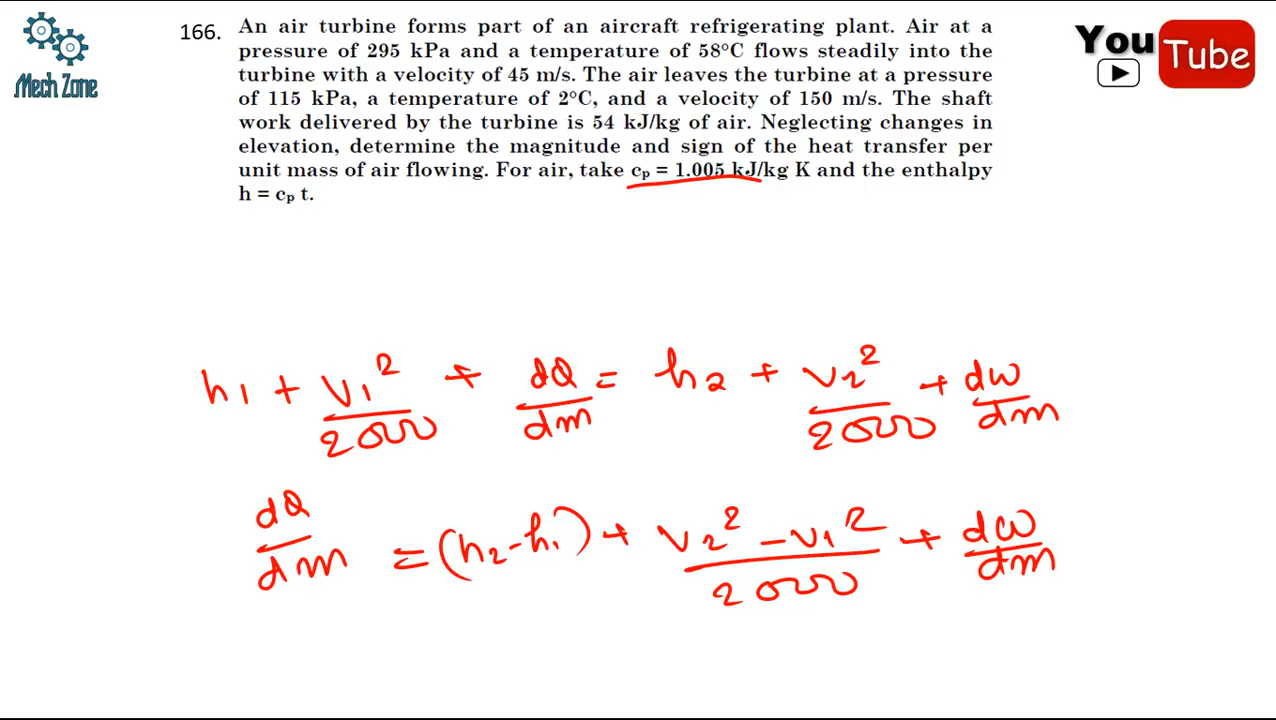 Mech Zone
166. An air turbine forms part of an aircraft refrigerating plant. Air at a
pressure of 295 kPa and a temperature of 58°C flows steadily into the
turbine with a velocity of 45 m/s. The air leaves the turbine at a pressure
of 115 kPa, a temperature of 2°C, and a velocity of 150 m/s. The shaft
work delivered by the turbine is 54 kJ/kg of air. Neglecting changes in
elevation, determine the magnitude and sign of the heat transfer per
unit mass of air flowing. For air, take cₚ = 1.005 kJ/kg K and the enthalpy
h = cₚ t.
You Tube
h1 + V1²/2000 + dQ/dm = h2 + V2²/2000 + dw/dm
dQ/dm = (h2 - h1) + V2² - V1²/2000 + dw/dm